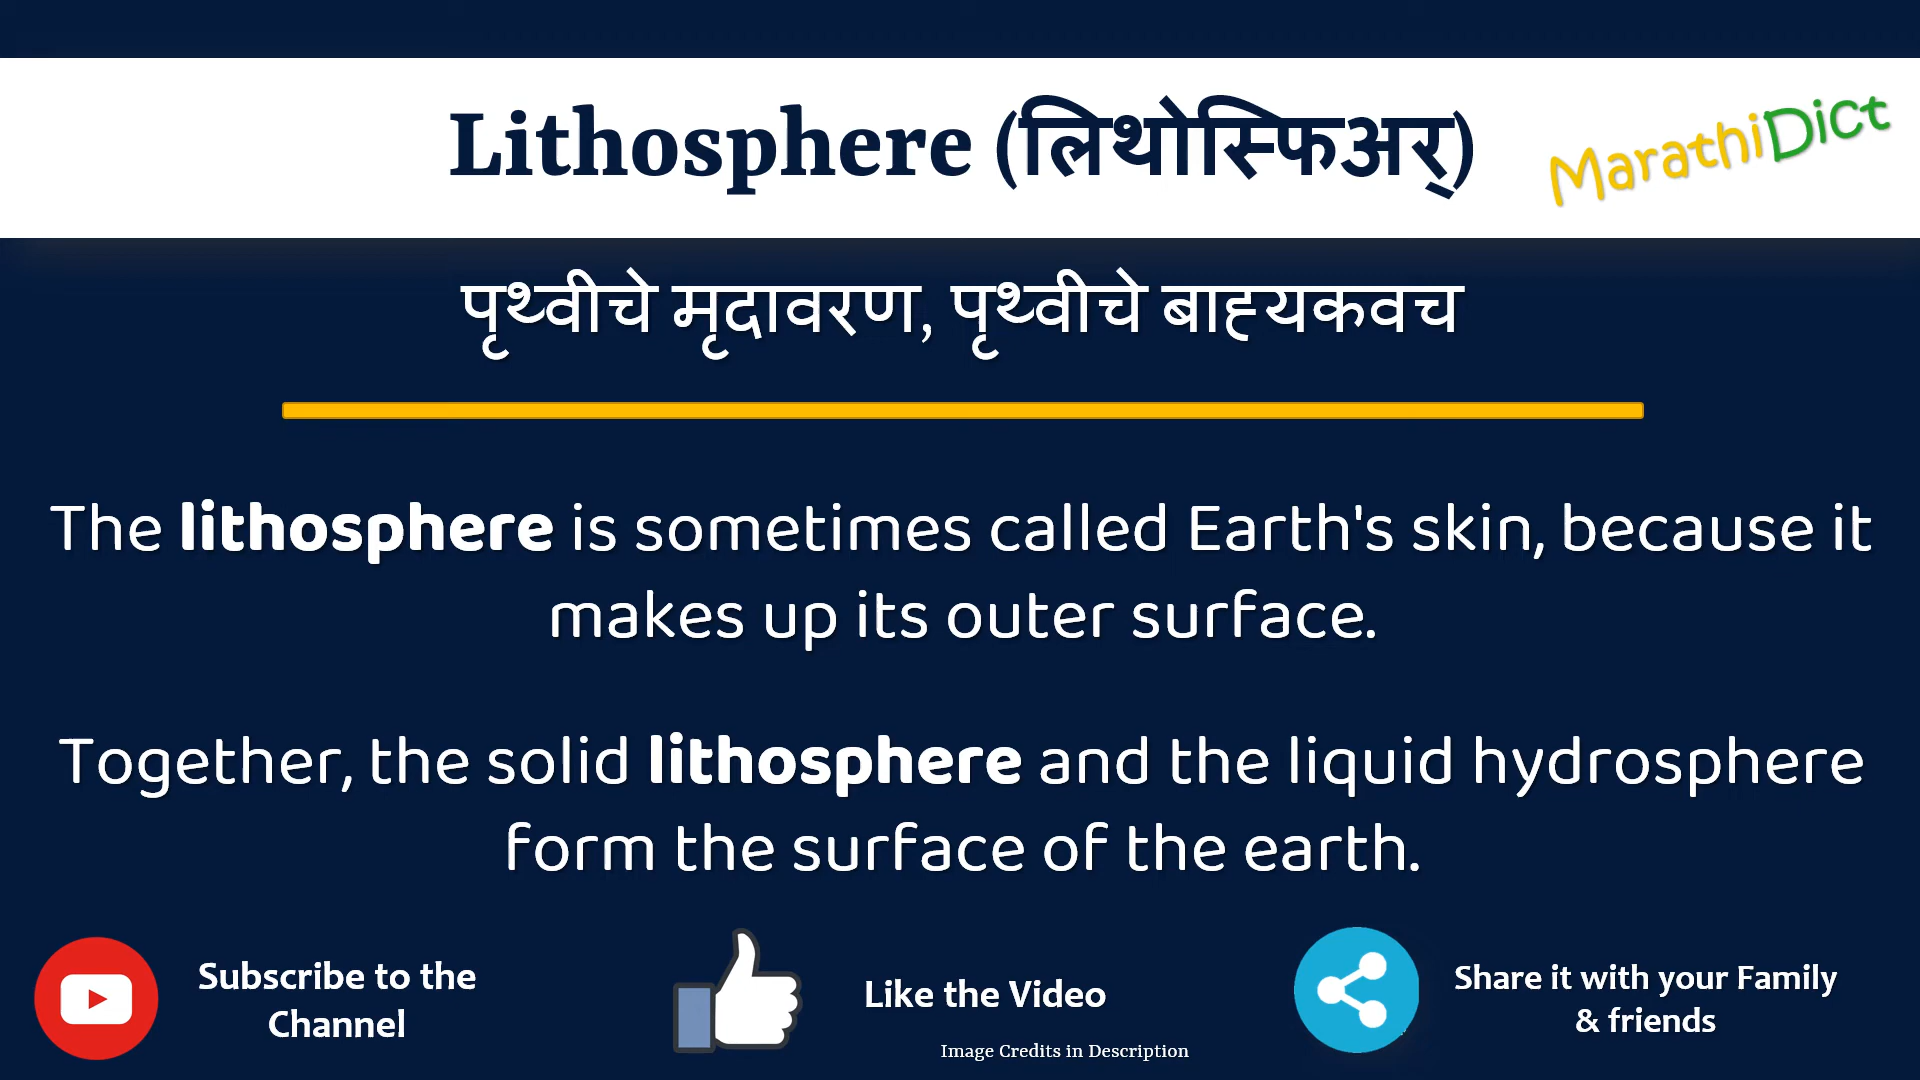 Lithosphere (लिथोस्फिअर्)
MarathiDict
पृथ्वीचे मृदावरण, पृथ्वीचे बाह्यकवच
The lithosphere is sometimes called Earth's skin, because it
makes up its outer surface.
Together, the solid lithosphere and the liquid hydrosphere
form the surface of the earth.
Subscribe to the
Channel
Like the Video
Share it with your Family
& friends
Image Credits in Description